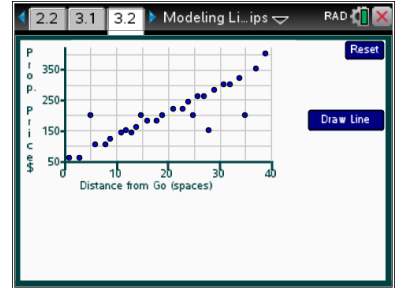 2.2 3.1 3.2 Modeling Li...ips RAD
Reset
Draw Line
Prop. Price $
350
250
150
50
0 10 20 30 40
Distance from Go (spaces)